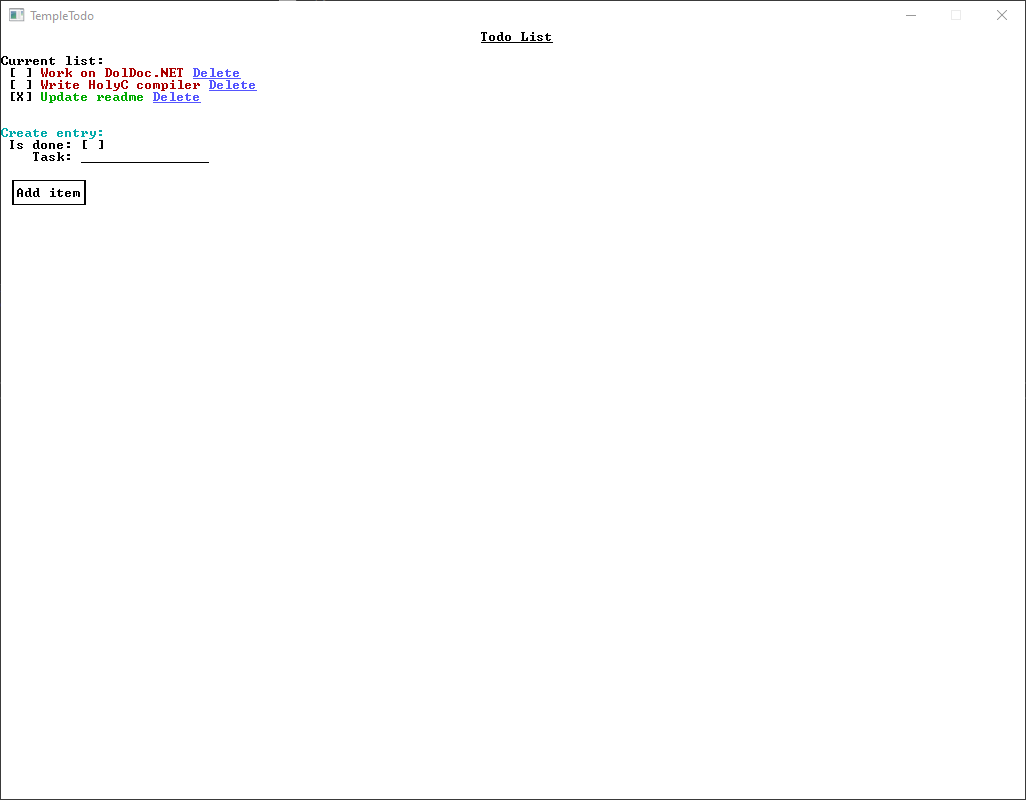 TempleTodo
Todo List
Current list:
[ ] Work on DolDoc.NET Delete
[ ] Write HolyC compiler Delete
[X] Update readme Delete
Create entry:
Is done: [ ]
Task: ________________
Add item